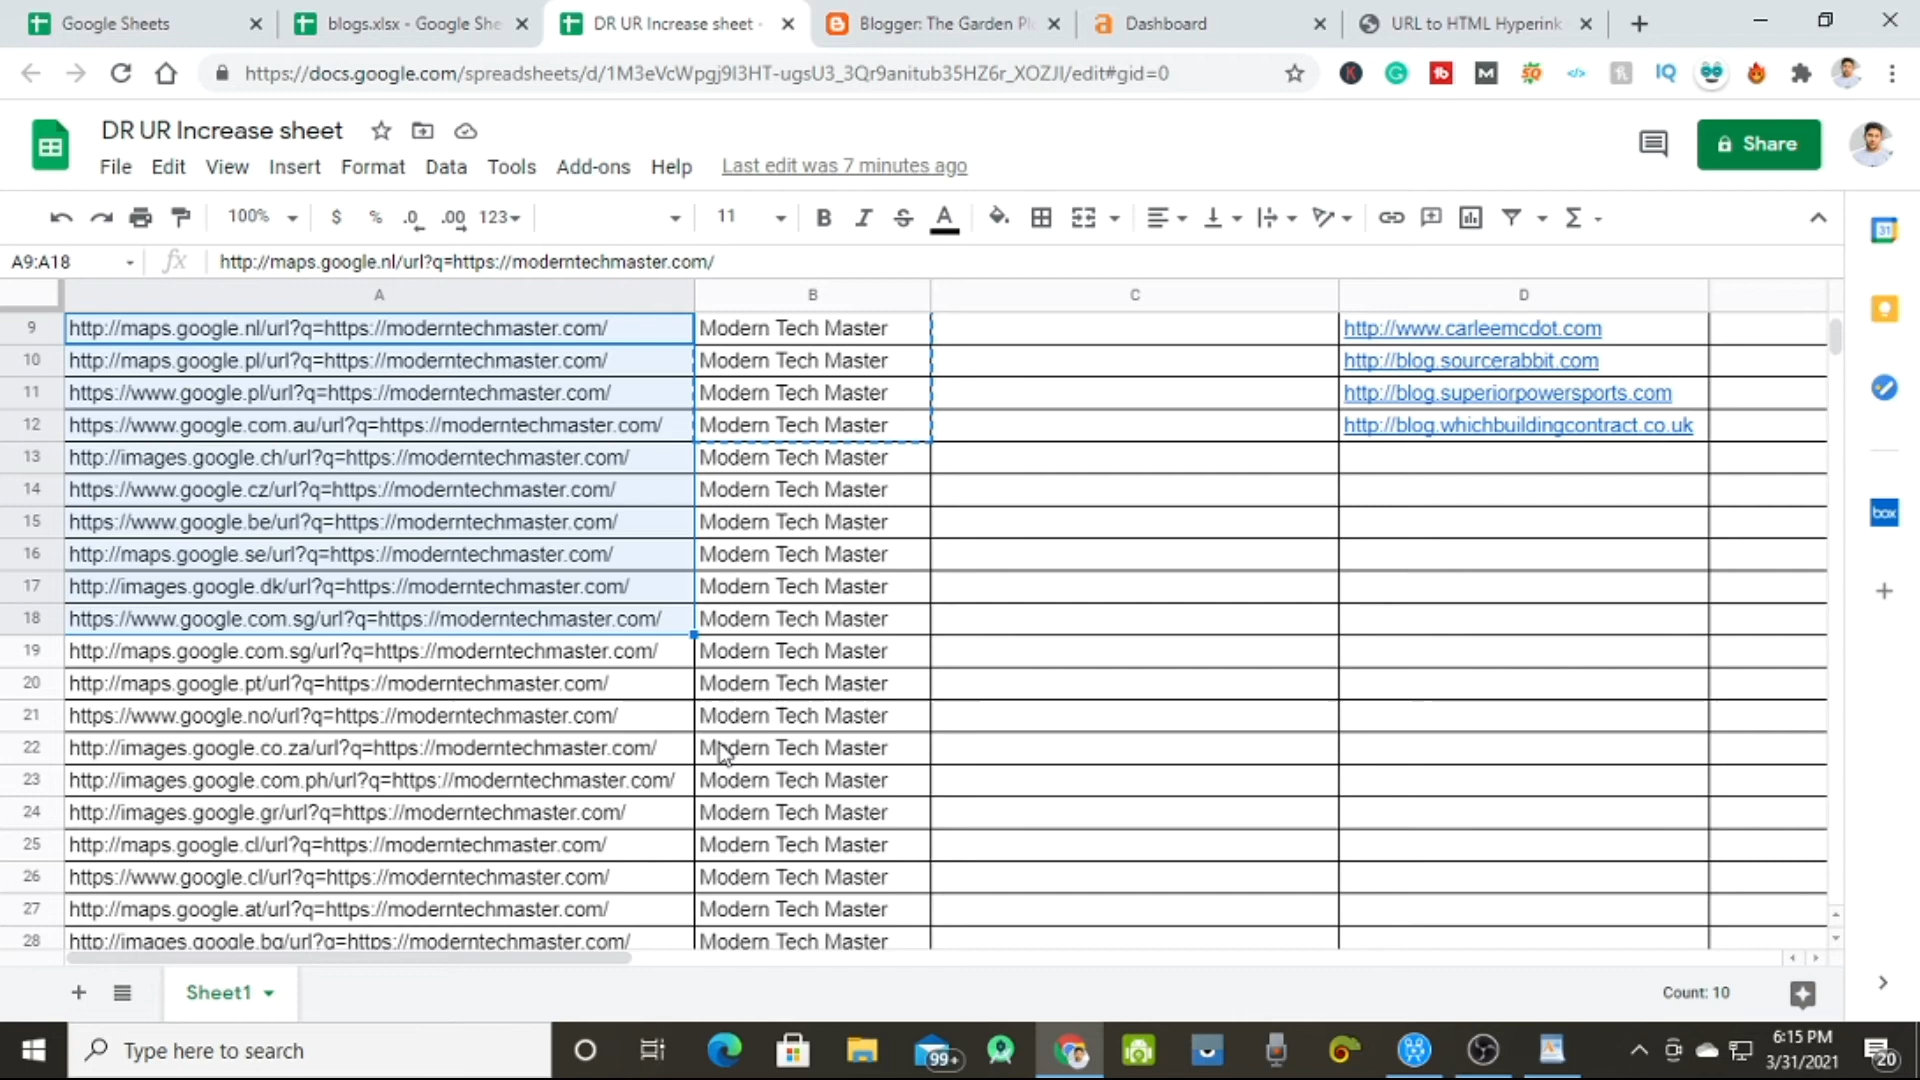 Google Sheets
blogs.xlsx - Google She
DR UR Increase sheet -
Blogger: The Garden Pl
Dashboard
URL to HTML Hyperink
https://docs.google.com/spreadsheets/d/1M3eVcWpgj9I3HT-ugsU3_3Qr9anitub35HZ6r_XOZJI/edit#gid=0
DR UR Increase sheet
File Edit View Insert Format Data Tools Add-ons Help Last edit was 7 minutes ago
Share
100% $ % .0 .00 123 11 B I S A
A9:A18 fx http://maps.google.nl/url?q=https://moderntechmaster.com/
A B C D
9 http://maps.google.nl/url?q=https://moderntechmaster.com/ Modern Tech Master http://www.carleemcdot.com
10 http://maps.google.pl/url?q=https://moderntechmaster.com/ Modern Tech Master http://blog.sourcerabbit.com
11 https://www.google.pl/url?q=https://moderntechmaster.com/ Modern Tech Master http://blog.superiorpowersports.com
12 https://www.google.com.au/url?q=https://moderntechmaster.com/ Modern Tech Master http://blog.whichbuildingcontract.co.uk
13 http://images.google.ch/url?q=https://moderntechmaster.com/ Modern Tech Master
14 https://www.google.cz/url?q=https://moderntechmaster.com/ Modern Tech Master
15 https://www.google.be/url?q=https://moderntechmaster.com/ Modern Tech Master
16 http://maps.google.se/url?q=https://moderntechmaster.com/ Modern Tech Master
17 http://images.google.dk/url?q=https://moderntechmaster.com/ Modern Tech Master
18 https://www.google.com.sg/url?q=https://moderntechmaster.com/ Modern Tech Master
19 http://maps.google.com.sg/url?q=https://moderntechmaster.com/ Modern Tech Master
20 http://maps.google.pt/url?q=https://moderntechmaster.com/ Modern Tech Master
21 https://www.google.no/url?q=https://moderntechmaster.com/ Modern Tech Master
22 http://images.google.co.za/url?q=https://moderntechmaster.com/ Modern Tech Master
23 http://images.google.com.ph/url?q=https://moderntechmaster.com/ Modern Tech Master
24 http://images.google.gr/url?q=https://moderntechmaster.com/ Modern Tech Master
25 http://maps.google.cl/url?q=https://moderntechmaster.com/ Modern Tech Master
26 https://www.google.cl/url?q=https://moderntechmaster.com/ Modern Tech Master
27 http://maps.google.at/url?q=https://moderntechmaster.com/ Modern Tech Master
28 http://images.google.bg/url?q=https://moderntechmaster.com/ Modern Tech Master
Sheet1
Count: 10
Type here to search
99+
6:15 PM
3/31/2021
20
31
box
IQ